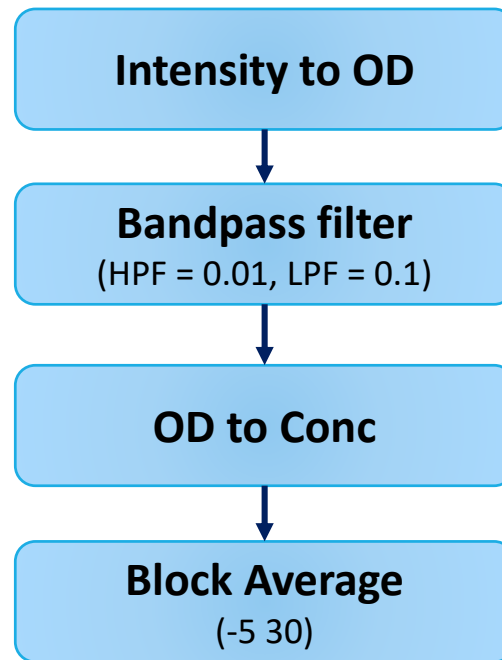 Intensity to OD
Bandpass filter
(HPF = 0.01, LPF = 0.1)
OD to Conc
Block Average
(-5 30)